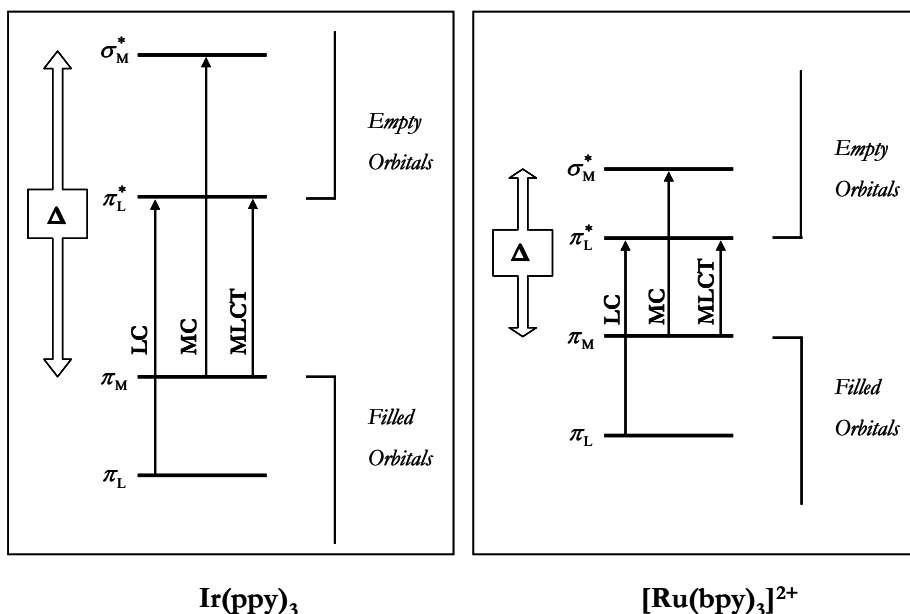 σ*M
Empty
Orbitals
π*L
Δ
LC
MC
MLCT
πM
Filled
Orbitals
πL
Ir(ppy)3
Empty
σ*M
Orbitals
π*L
Δ
LC
MC
MLCT
πM
Filled
Orbitals
πL
[Ru(bpy)3]2+